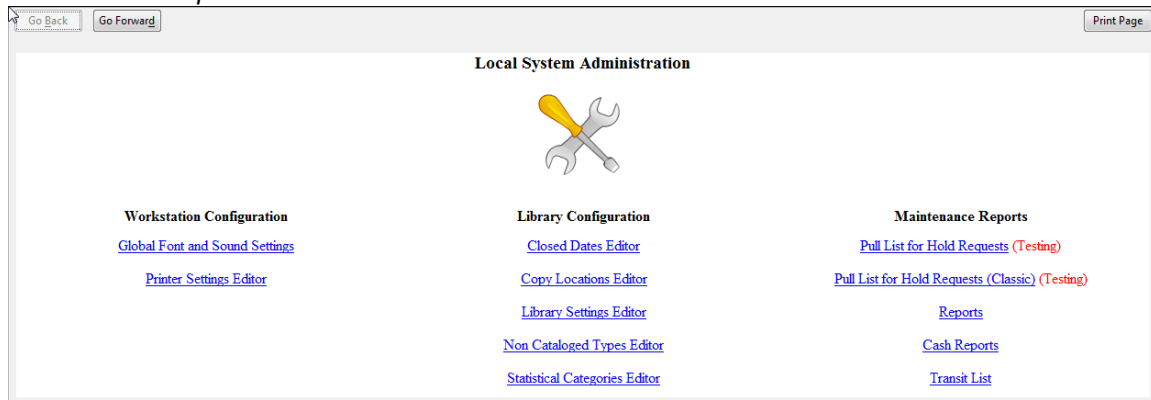 Go Back Go Forward Print Page
Local System Administration
Workstation Configuration Library Configuration Maintenance Reports
Global Font and Sound Settings Closed Dates Editor Pull List for Hold Requests (Testing)
Printer Settings Editor Copy Locations Editor Pull List for Hold Requests (Classic) (Testing)
Library Settings Editor Reports
Non Cataloged Types Editor Cash Reports
Statistical Categories Editor Transit List